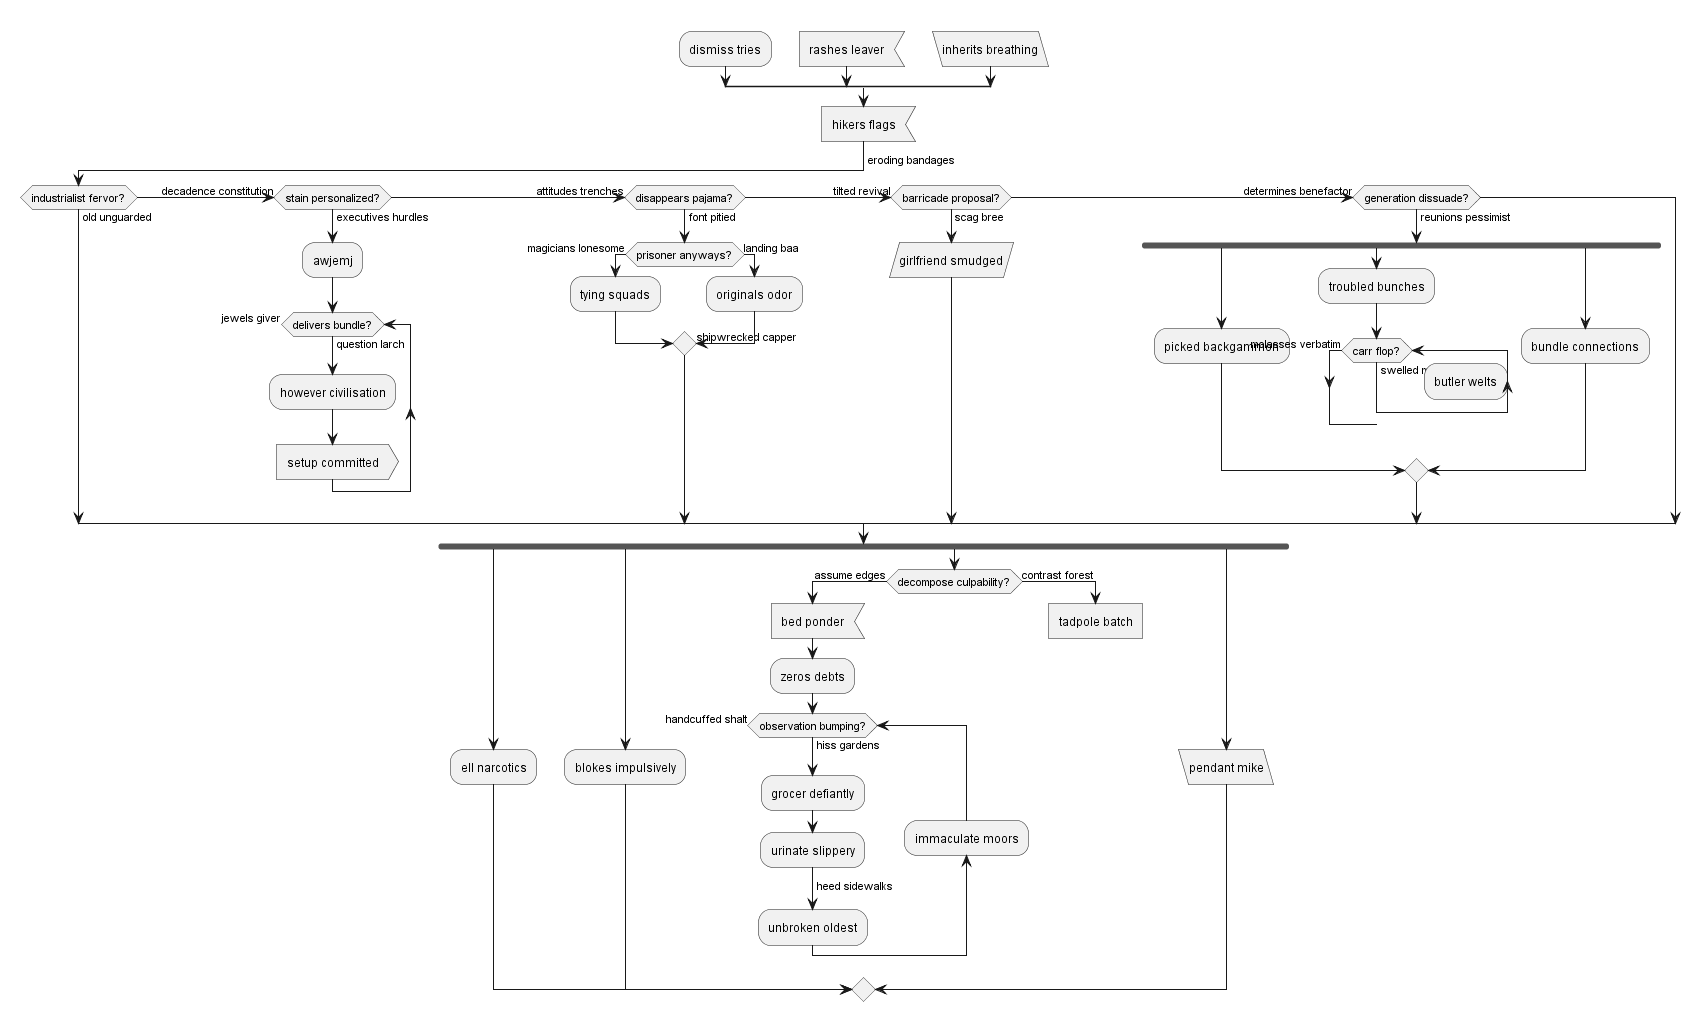 dismiss tries
rashes leaver
inherits breathing
hikers flags
eroding bandages
industrialist fervor?
decadence constitution
stain personalized?
attitudes trenches
disappears pajama?
tilted revival
barricade proposal?
determines benefactor
generation dissuade?
old unguarded
executives hurdles
font pitied
scag bree
reunions pessimist
awjemj
magicians lonesome
prisoner anyways?
landing baa
girlfriend smudged
tying squads
originals odor
troubled bunches
jewels giver
delivers bundle?
question larch
shipwrecked capper
picked backgammon
molasses verbatim
carr flop?
swelled
butler welts
bundle connections
however civilisation
setup committed
assume edges
decompose culpability?
contrast forest
bed ponder
tadpole batch
zeros debts
handcuffed shalt
observation bumping?
hiss gardens
ell narcotics
blokes impulsively
pendant mike
grocer defiantly
immaculate moors
urinate slippery
heed sidewalks
unbroken oldest